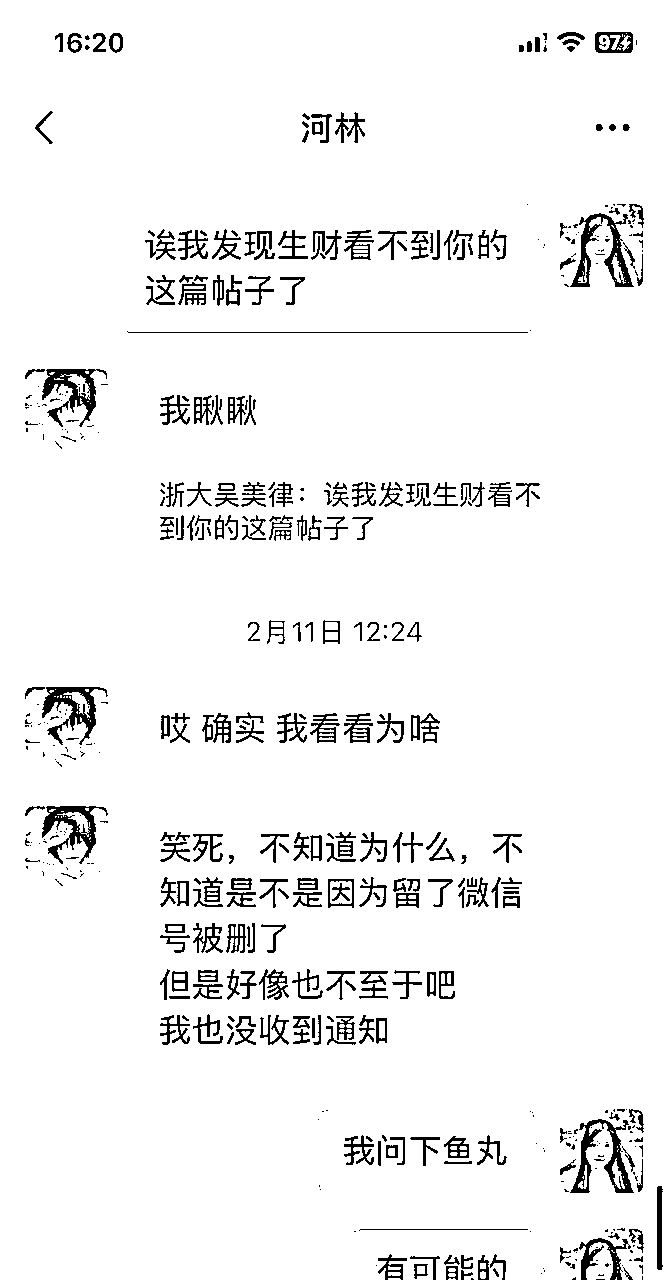 16:20
97
河林
诶我发现生财看不到你的
这篇帖子了
我瞅瞅
浙大吴美律：诶我发现生财看不
到你的这篇帖子了
2月11日 12:24
哎 确实 我看看为啥
笑死，不知道为什么，不
知道是不是因为留了微信
号被删了
但是好像也不至于吧
我也没收到通知
我问下鱼丸
有可能的